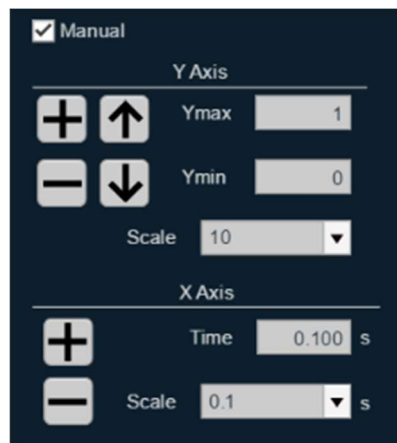 Manual
Y Axis
Ymax 1
Ymin 0
Scale 10
X Axis
Time 0.100 s
Scale 0.1 s